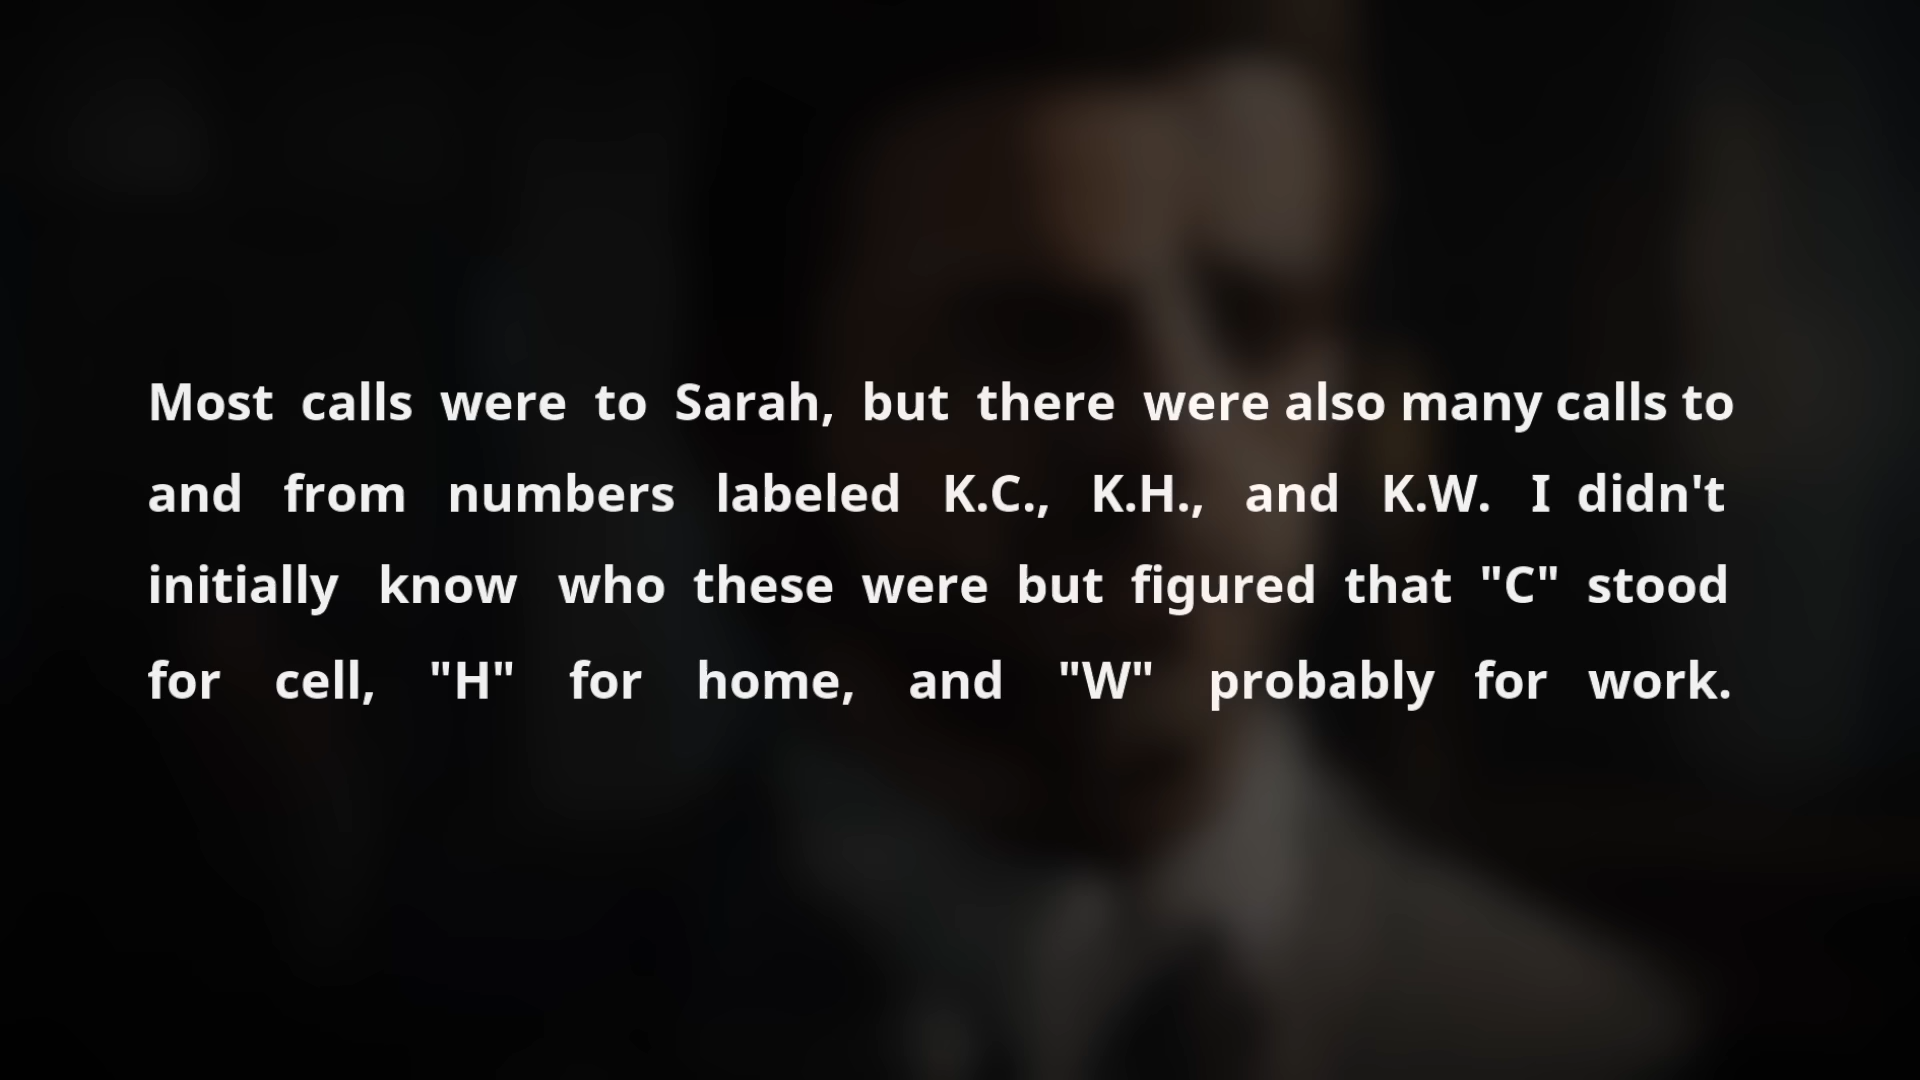 Most calls were to Sarah, but there were also many calls to
and from numbers labeled K.C., K.H., and K.W. I didn't
initially know who these were but figured that "C" stood
for cell, "H" for home, and "W" probably for work.